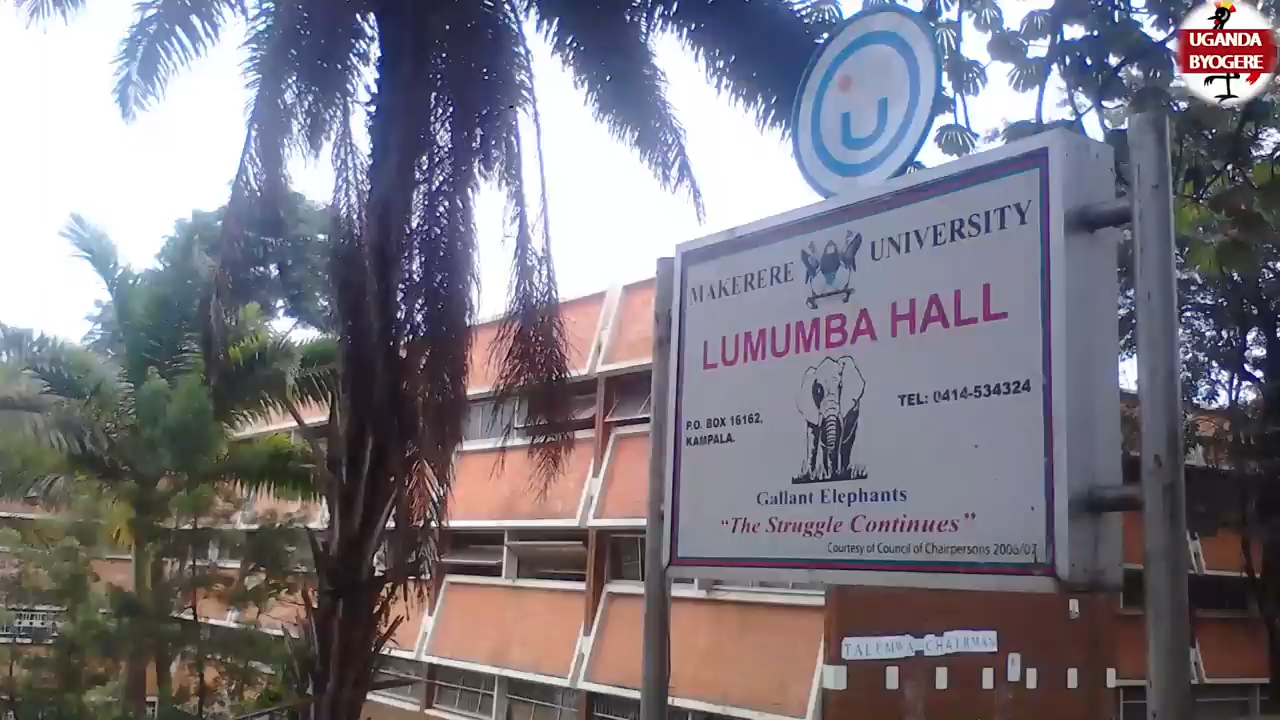 UGANDA
BYOGERE
U
MAKERERE UNIVERSITY
LUMUMBA HALL
P.O. BOX 16162,
KAMPALA.
TEL: 0414-534324
Gallant Elephants
"The Struggle Continues"
Courtesy of Council of Chairpersons 2006/07
TALEMWA CHAIRMAN